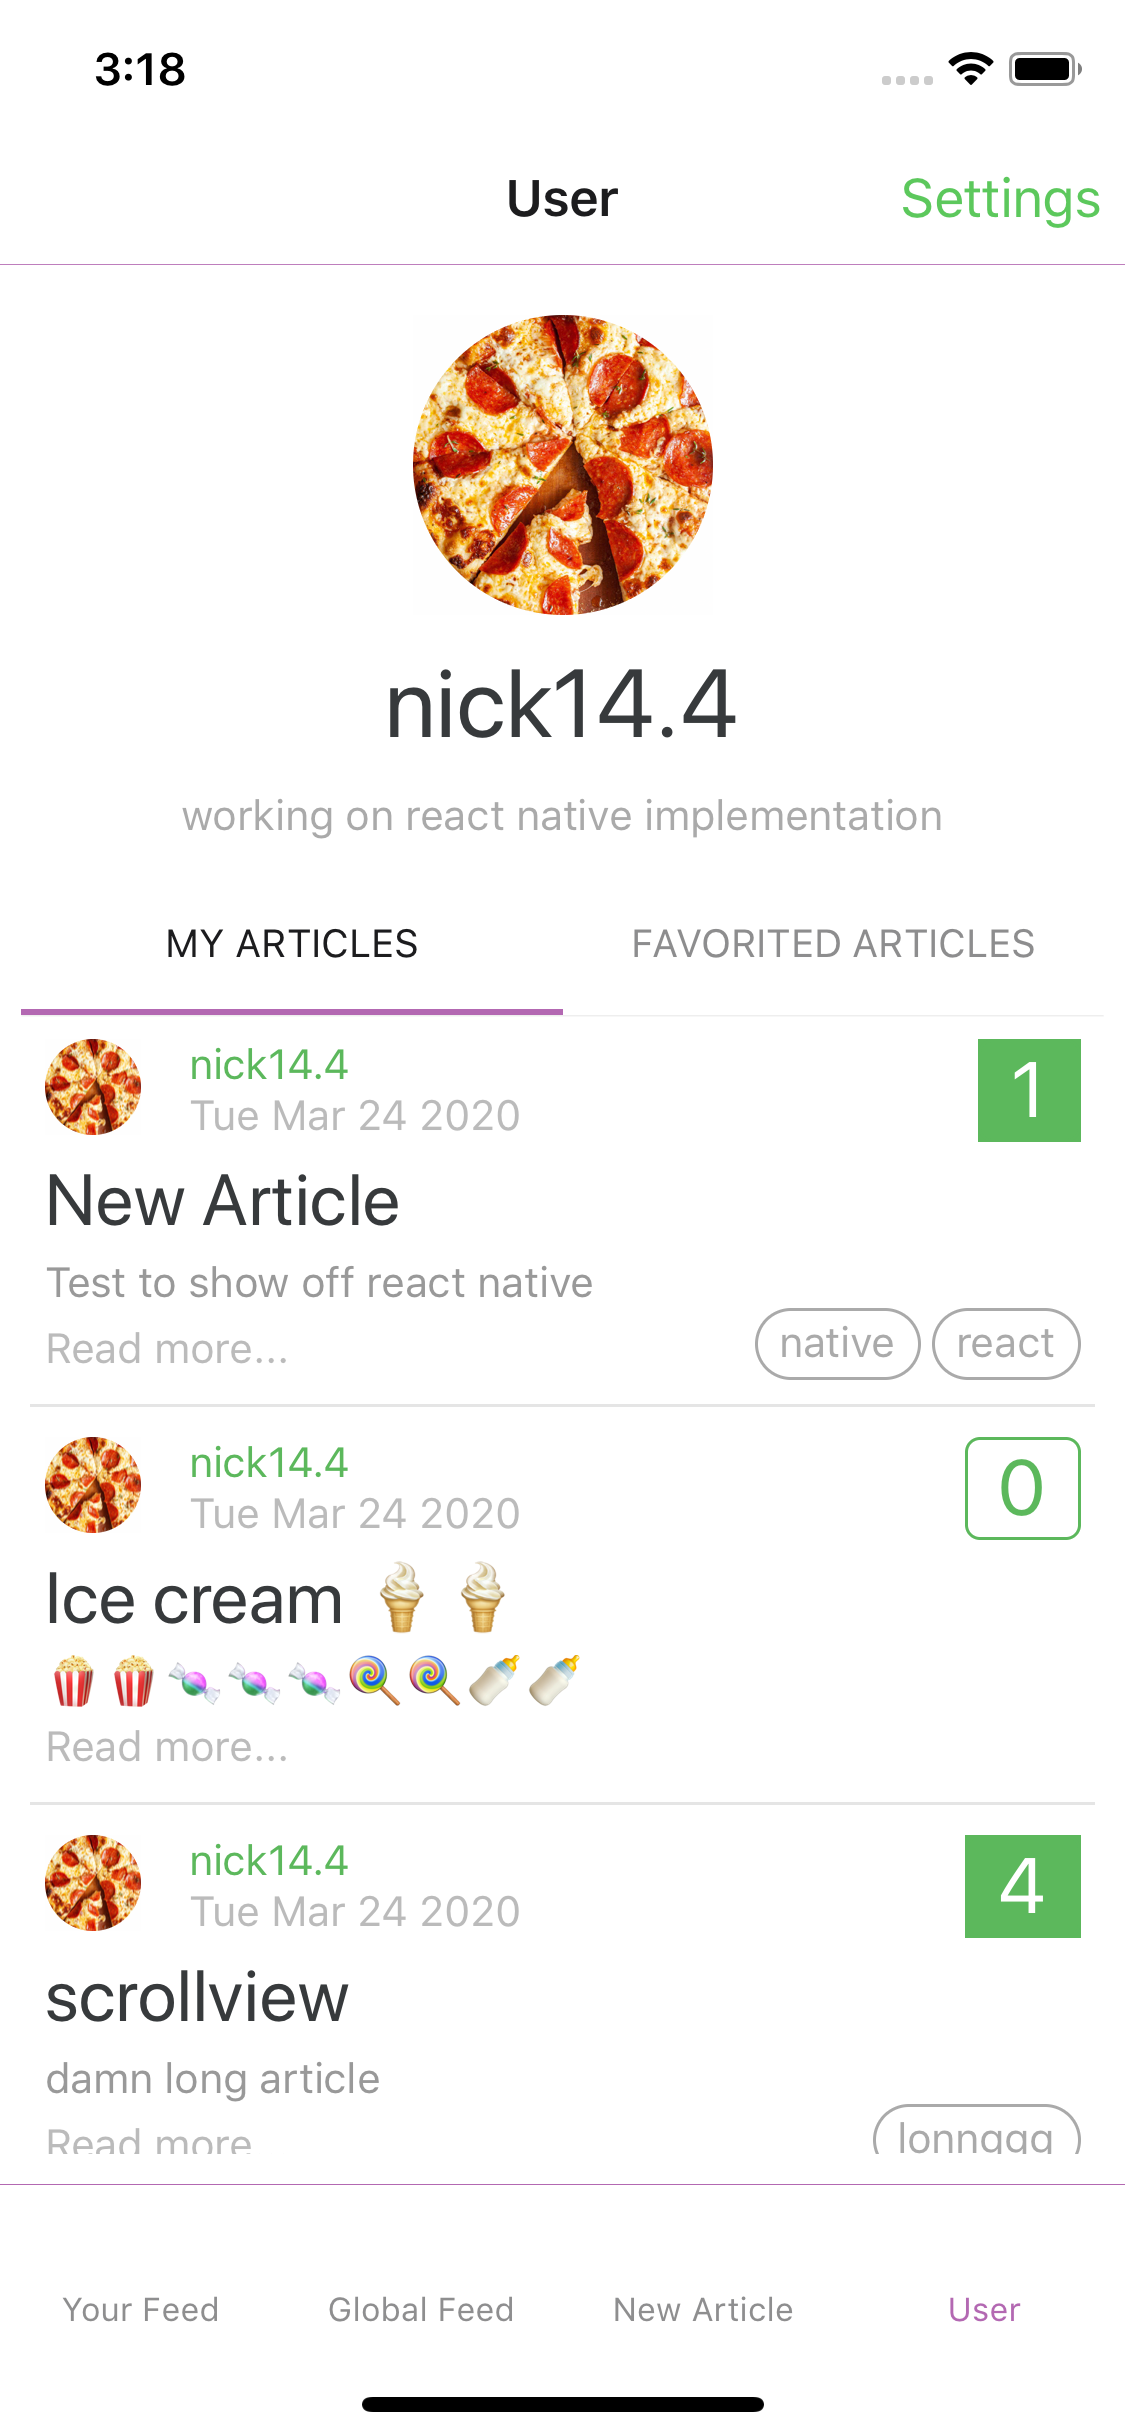 3:18
User
Settings
nick14.4
working on react native implementation
MY ARTICLES
FAVORITED ARTICLES
nick14.4
Tue Mar 24 2020
1
New Article
Test to show off react native
Read more...
native
react
nick14.4
Tue Mar 24 2020
0
Ice cream 🍦 🍦
🍿🍿🍬🍬🍬🍭🍭🍼🍼
Read more...
nick14.4
Tue Mar 24 2020
4
scrollview
damn long article
Read more
lonnggg
Your Feed
Global Feed
New Article
User